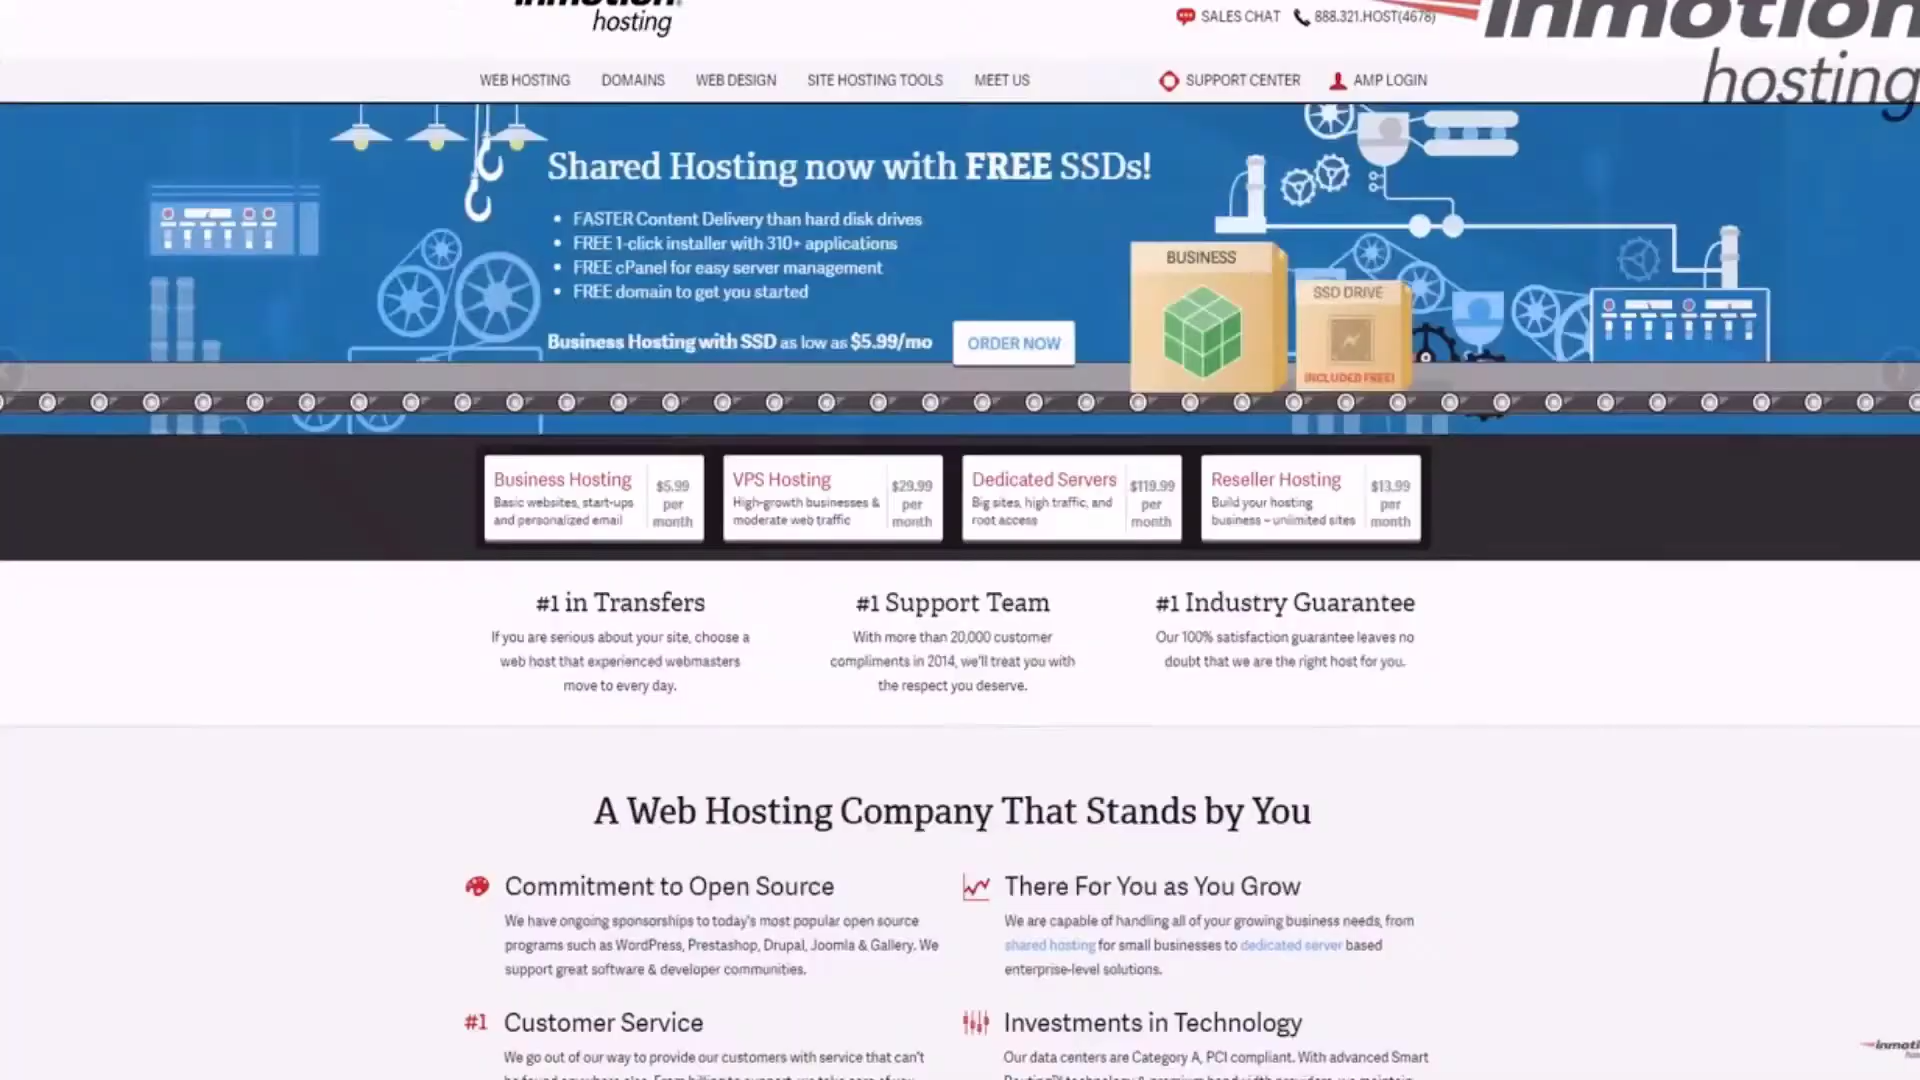 inmotion
hosting
SALES CHAT
888.321.HOST(4678)
inmotion
hosting
WEB HOSTING
DOMAINS
WEB DESIGN
SITE HOSTING TOOLS
MEET US
SUPPORT CENTER
AMP LOGIN
Shared Hosting now with FREE SSDs!
• FASTER Content Delivery than hard disk drives
• FREE 1-click installer with 310+ applications
• FREE cPanel for easy server management
• FREE domain to get you started
Business Hosting with SSD as low as $5.99/mo
ORDER NOW
BUSINESS
SSD DRIVE
INCLUDED FREE!
Business Hosting
Basic websites, start-ups
and personalized email
$5.99
per
month
VPS Hosting
High-growth businesses &
moderate web traffic
$29.99
per
month
Dedicated Servers
Big sites, high traffic, and
root access
$119.99
per
month
Reseller Hosting
Build your hosting
business – unlimited sites
$13.99
per
month
#1 in Transfers
If you are serious about your site, choose a
web host that experienced webmasters
move to every day.
#1 Support Team
With more than 20,000 customer
compliments in 2014, we'll treat you with
the respect you deserve.
#1 Industry Guarantee
Our 100% satisfaction guarantee leaves no
doubt that we are the right host for you.
A Web Hosting Company That Stands by You
Commitment to Open Source
We have ongoing sponsorships to today's most popular open source
programs such as WordPress, Prestashop, Drupal, Joomla & Gallery. We
support great software & developer communities.
There For You as You Grow
We are capable of handling all of your growing business needs, from
shared hosting for small businesses to dedicated server based
enterprise-level solutions.
#1 Customer Service
We go out of our way to provide our customers with service that can't
Investments in Technology
Our data centers are Category A, PCI compliant. With advanced Smart